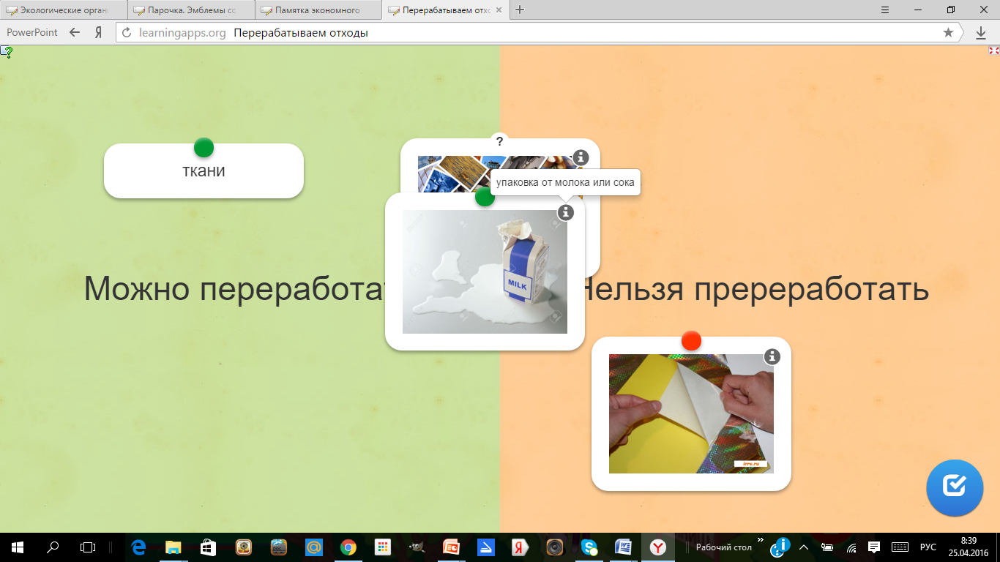 Экологические орган
Парочка. Эмблемы сс
Памятка экономного
Перерабатываем отхо
PowerPoint
Я
learningapps.org Перерабатываем отходы
?
ткани
упаковка от молока или сока
MILK
Можно переработат
Нельзя пререработать
irru.ru
Рабочий стол
РУС
8:39
25.04.2016